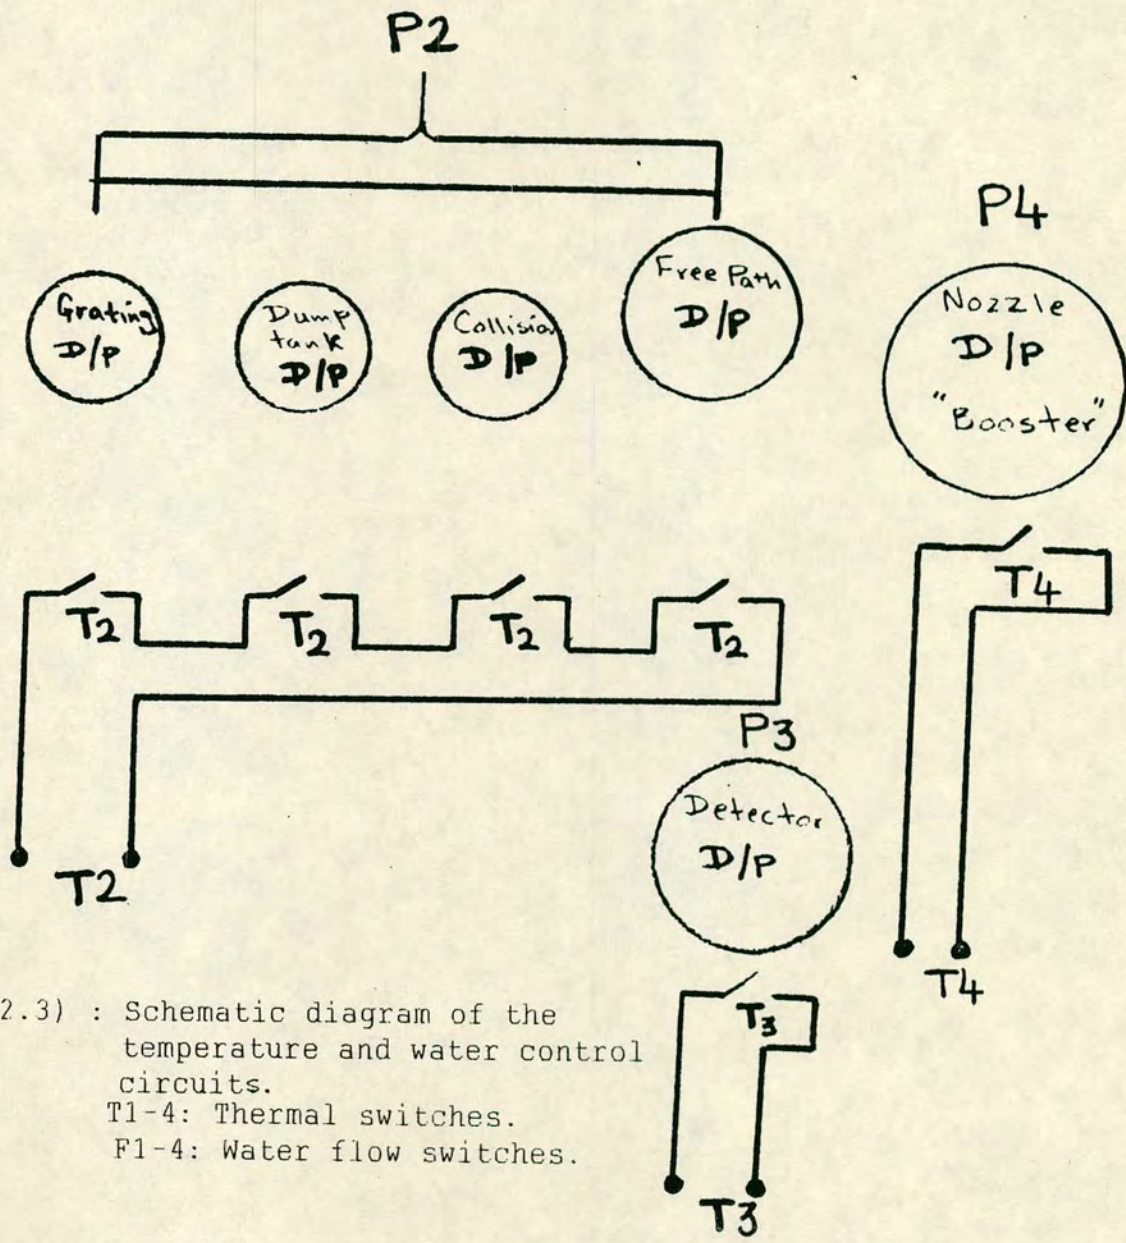 P2
P4
Grating
D/P
Dump
tank
D/P
Collision
D/P
Free Path
D/P
Nozzle
D/P
"Booster"
T2
T2
T2
T2
T4
P3
Detector
D/P
T2
T4
T3
T3
2.3) : Schematic diagram of the
temperature and water control
circuits.
T1-4: Thermal switches.
F1-4: Water flow switches.